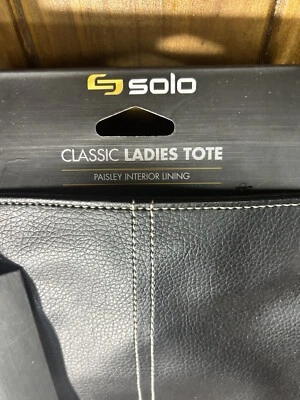 solo
CLASSIC LADIES TOTE
PAISLEY INTERIOR LINING